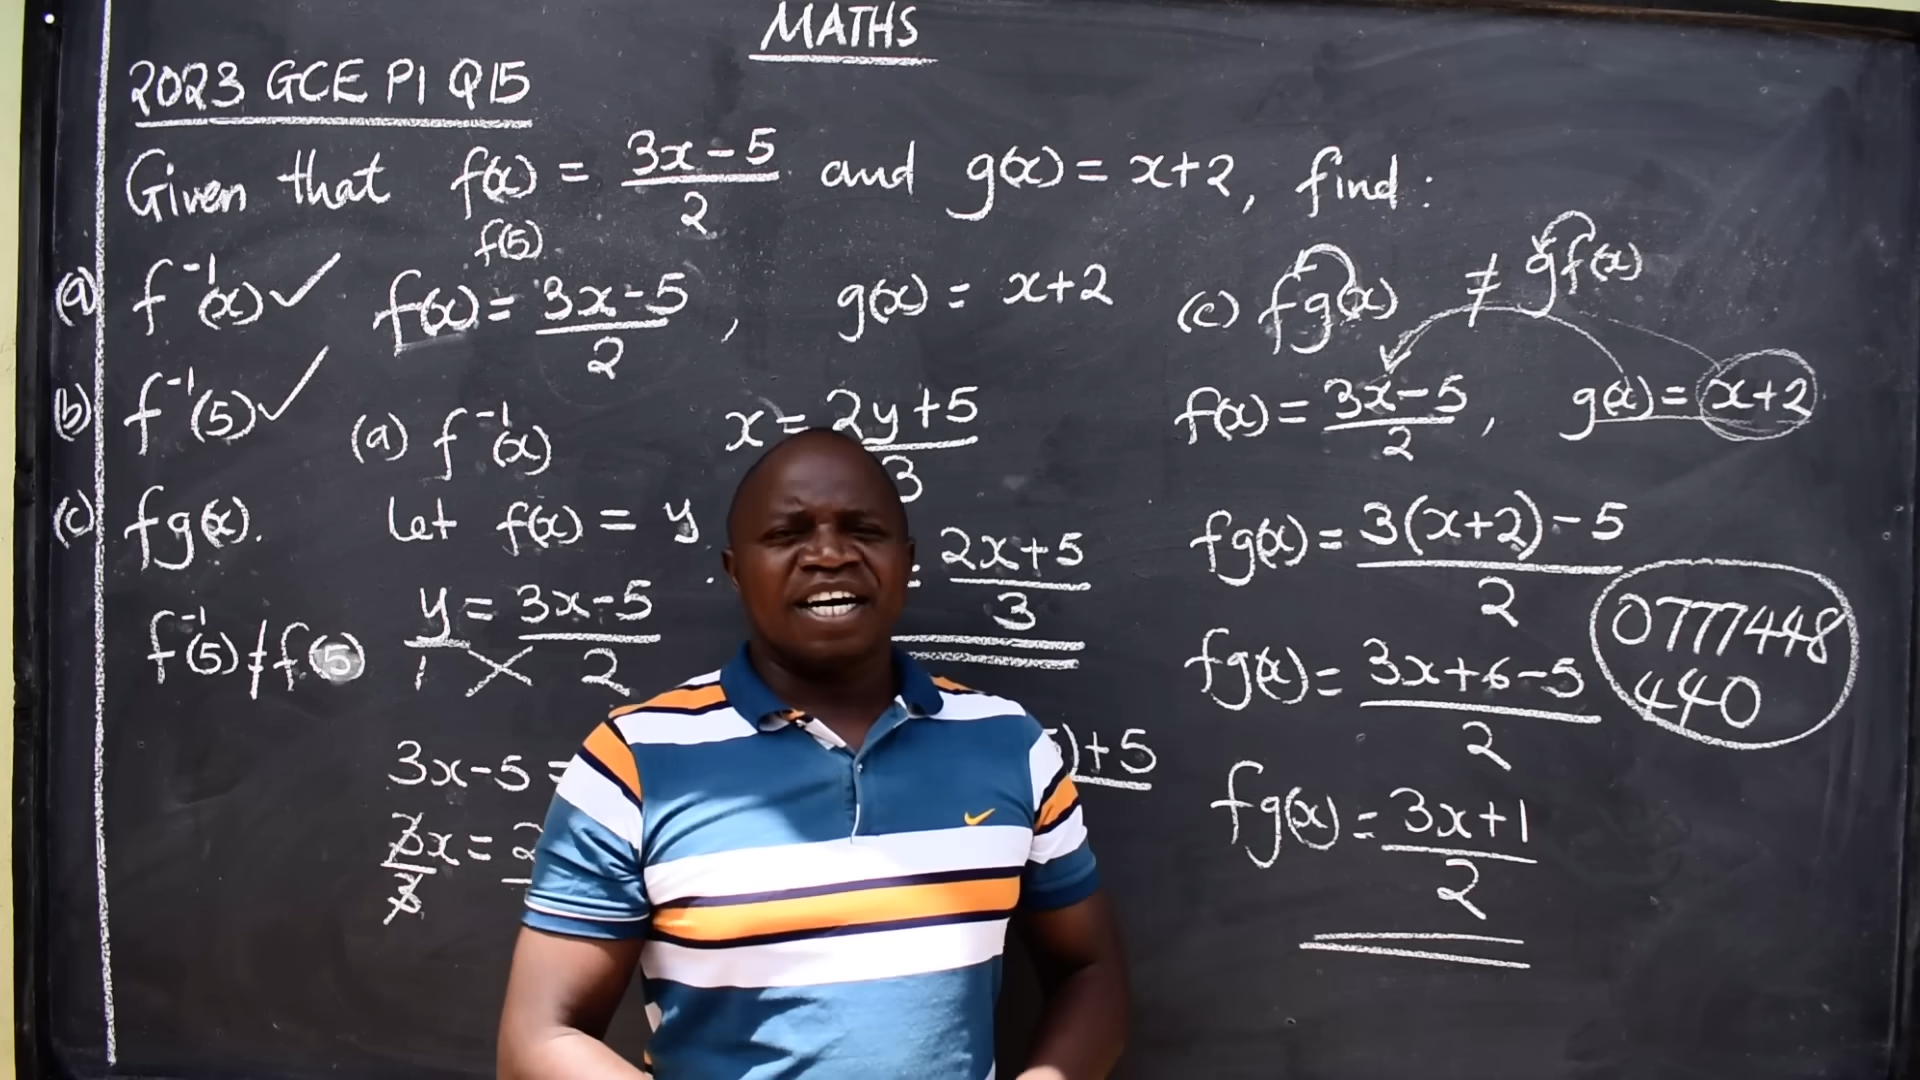 MATHS
2023 GCE P1 Q15
Given that f(x) = 3x-5/2 and g(x) = x+2, find :
f(5)
(a) f⁻¹(x) ✓
(b) f⁻¹(5) ✓
(c) fg(x).
f⁻¹(5) ≠ f(5)
f(x) = 3x-5/2 , g(x) = x+2
(a) f⁻¹(x)
let f(x) = y
y/1 = 3x-5/2
3x-5 =
3x/3 = 2
x = 2y+5/3
= 2x+5/3
)+5
(c) fg(x) ≠ gf(x)
f(x) = 3x-5/2 , g(x) = x+2
fg(x) = 3(x+2)-5/2
fg(x) = 3x+6-5/2
fg(x) = 3x+1/2
0777448
440